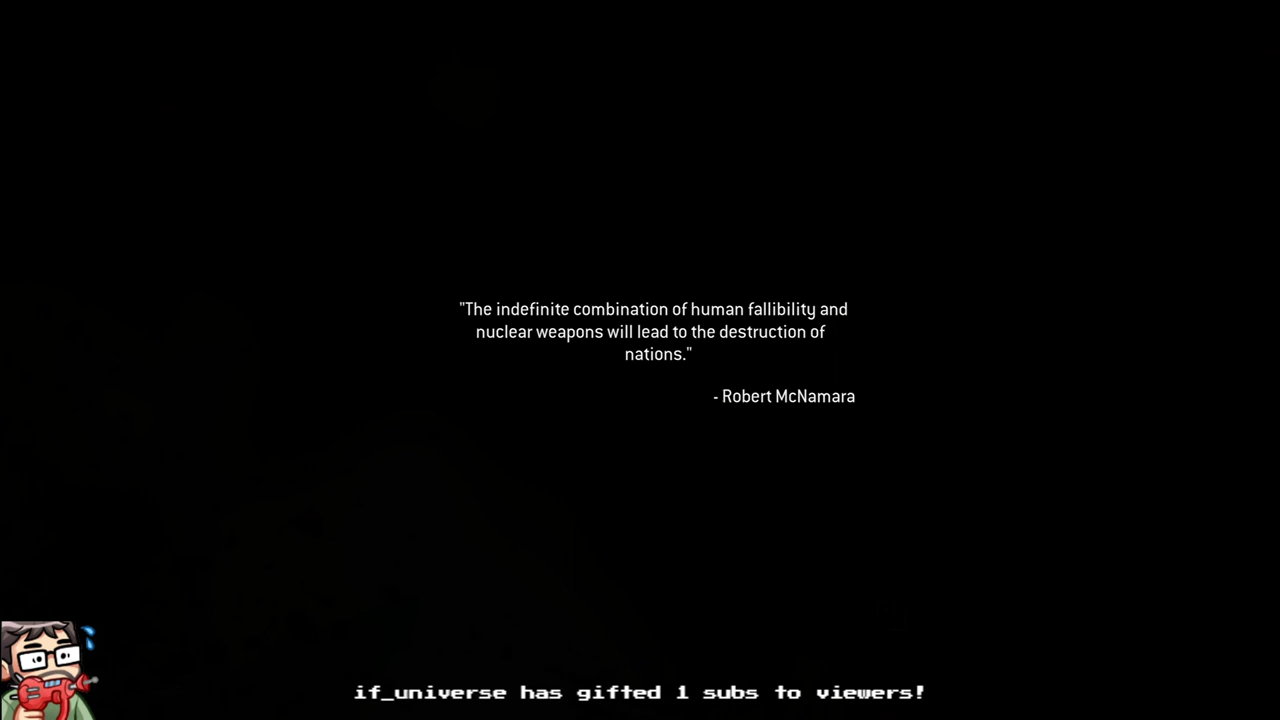 "The indefinite combination of human fallibility and
nuclear weapons will lead to the destruction of
nations."
- Robert McNamara
if_universe has gifted 1 subs to viewers!